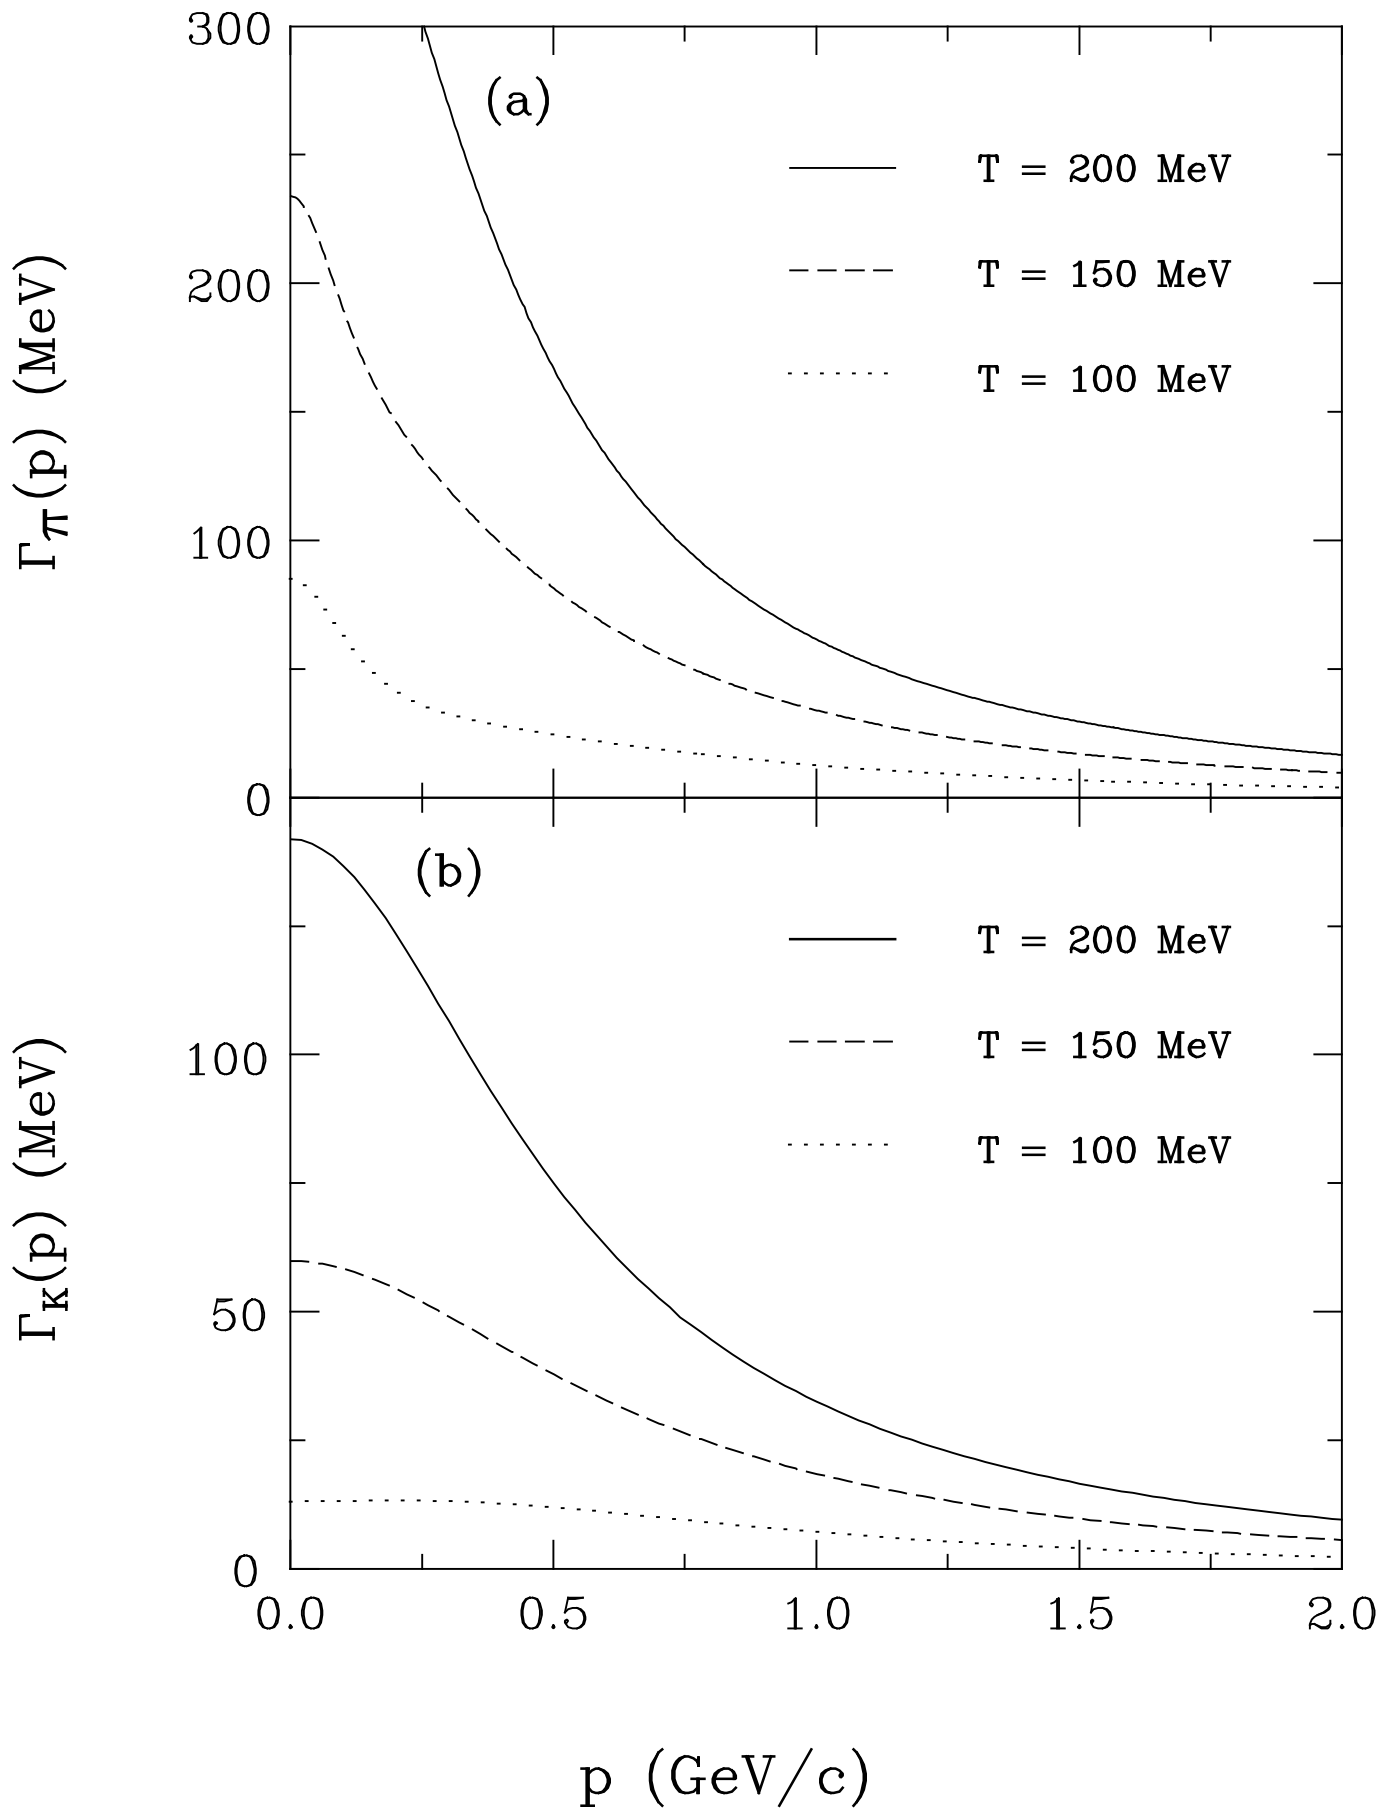 300
(a)
T = 200 MeV
200
T = 150 MeV
T = 100 MeV
Γπ(p) (MeV)
100
0
(b)
T = 200 MeV
100
T = 150 MeV
T = 100 MeV
ΓK(p) (MeV)
50
0
0.0 0.5 1.0 1.5 2.0
p (GeV/c)